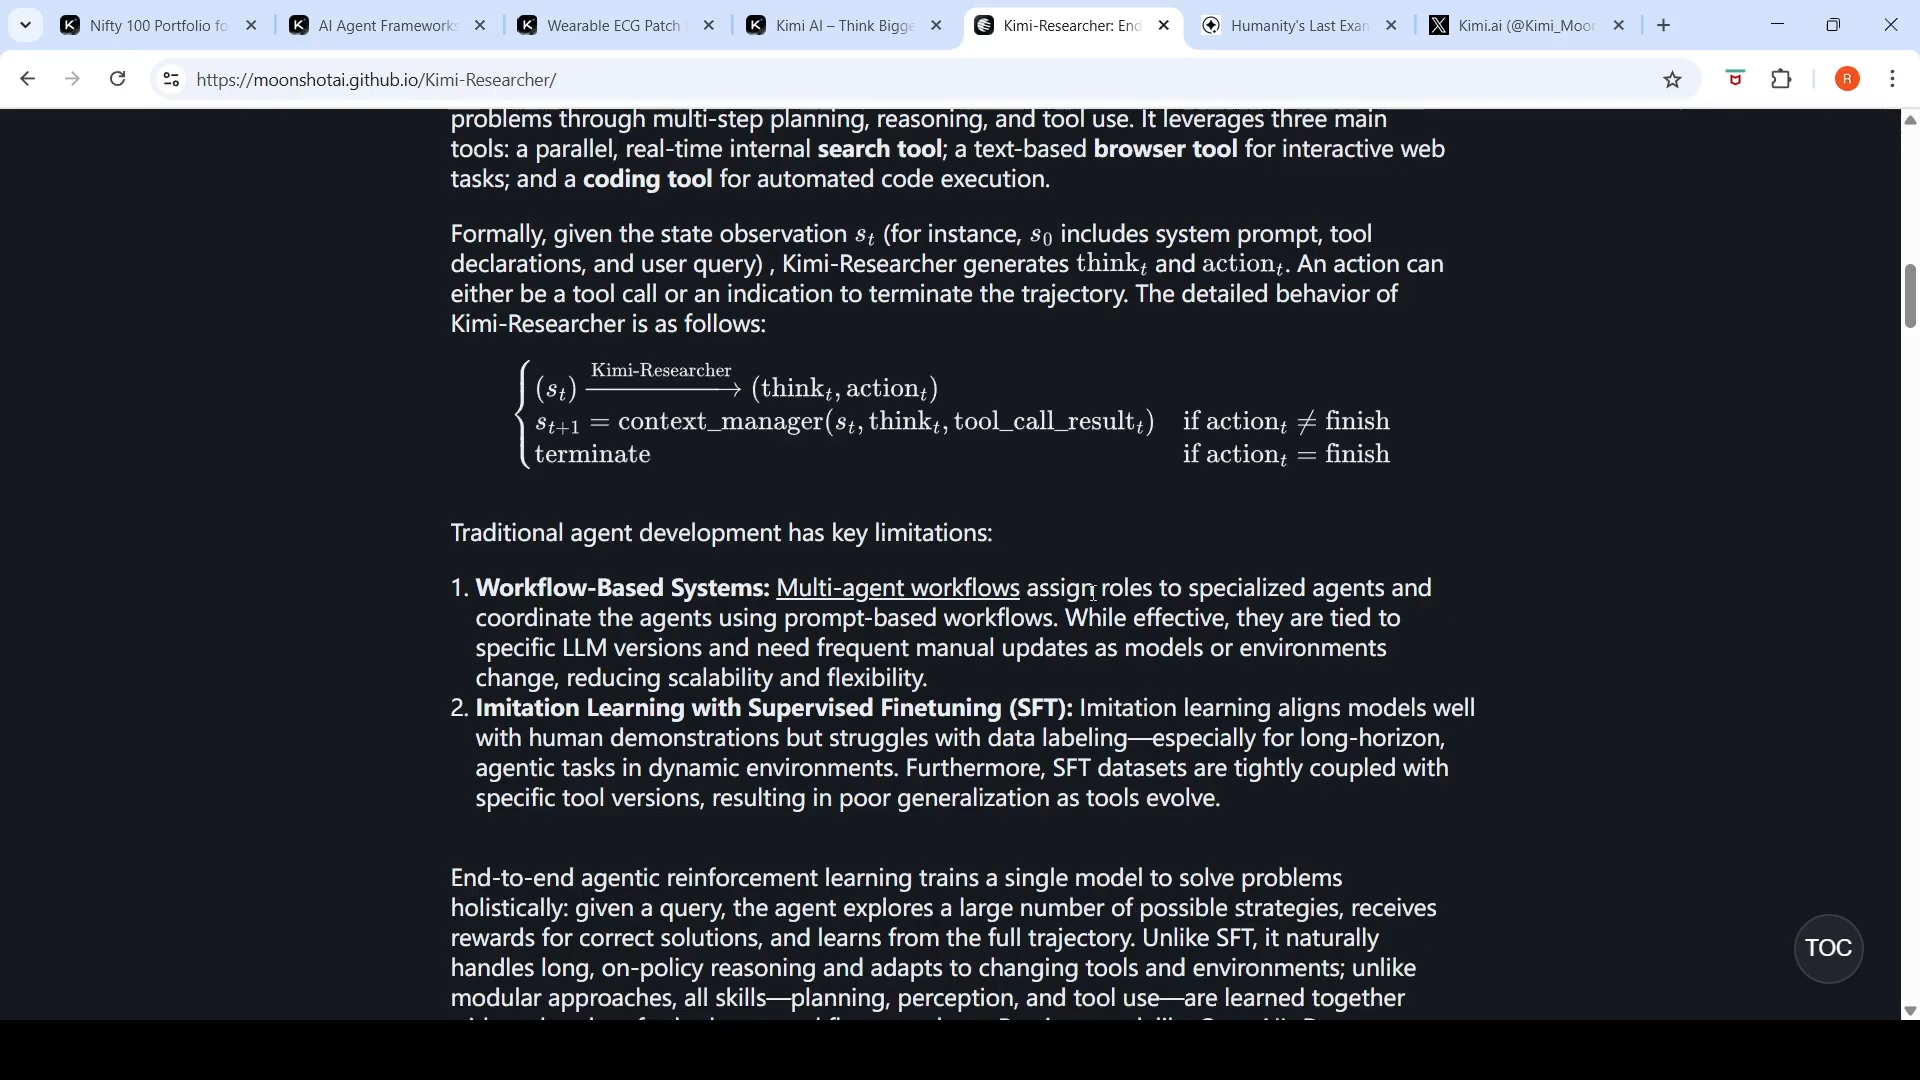 Nifty 100 Portfolio fo
AI Agent Frameworks
Wearable ECG Patch
Kimi AI – Think Bigge
Kimi-Researcher: End
Humanity's Last Exan
Kimi.ai (@Kimi_Moor
https://moonshotai.github.io/Kimi-Researcher/
R
problems through multi-step planning, reasoning, and tool use. It leverages three main
tools: a parallel, real-time internal search tool; a text-based browser tool for interactive web
tasks; and a coding tool for automated code execution.
Formally, given the state observation s_t (for instance, s_0 includes system prompt, tool
declarations, and user query) , Kimi-Researcher generates think_t and action_t. An action can
either be a tool call or an indication to terminate the trajectory. The detailed behavior of
Kimi-Researcher is as follows:
Kimi-Researcher
(s_t) ⟶ (think_t, action_t)
s_{t+1} = context_manager(s_t, think_t, tool_call_result_t) if action_t ≠ finish
terminate if action_t = finish
Traditional agent development has key limitations:
1. Workflow-Based Systems: Multi-agent workflows assign roles to specialized agents and
coordinate the agents using prompt-based workflows. While effective, they are tied to
specific LLM versions and need frequent manual updates as models or environments
change, reducing scalability and flexibility.
2. Imitation Learning with Supervised Finetuning (SFT): Imitation learning aligns models well
with human demonstrations but struggles with data labeling—especially for long-horizon,
agentic tasks in dynamic environments. Furthermore, SFT datasets are tightly coupled with
specific tool versions, resulting in poor generalization as tools evolve.
End-to-end agentic reinforcement learning trains a single model to solve problems
holistically: given a query, the agent explores a large number of possible strategies, receives
rewards for correct solutions, and learns from the full trajectory. Unlike SFT, it naturally
handles long, on-policy reasoning and adapts to changing tools and environments; unlike
modular approaches, all skills—planning, perception, and tool use—are learned together
TOC